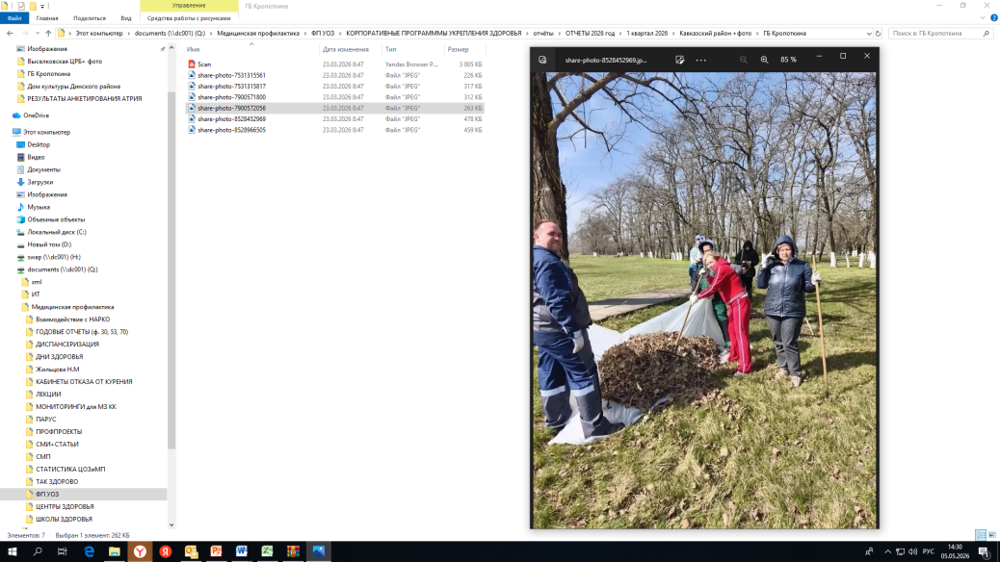 Управление
ГБ Кропоткина
Файл Главная Поделиться Вид Средства работы с рисунками
Этот компьютер › documents (\\dc001) (Q:) › Медицинская профилактика › ФП УОЗ › КОРПОРАТИВНЫЕ ПРОГРАМММЫ УКРЕПЛЕНИЯ ЗДОРОВЬЯ › отчёты › ОТЧЕТЫ 2026 год › 1 квартал 2026 › Кавказский район +фото › ГБ Кропоткина
Поиск в: ГБ Кропоткина
Изображения
Выселковская ЦРБ+ фото
ГБ Кропоткина
Дом культуры Динского района
РЕЗУЛЬТАТЫ АНКЕТИРОВАНИЯ АТРИЯ
OneDrive
Этот компьютер
Desktop
Видео
Документы
Загрузки
Изображения
Музыка
Объемные объекты
Локальный диск (C:)
Новый том (D:)
swap (\\dc001) (H:)
documents (\\dc001) (Q:)
xml
ИТ
Медицинская профилактика
Взаимодействие с НАРКО
ГОДОВЫЕ ОТЧЕТЫ (ф. 30, 53, 70)
ДИСПАНСЕРИЗАЦИЯ
ДНИ ЗДОРОВЬЯ
Жильцова Н.М
КАБИНЕТЫ ОТКАЗА ОТ КУРЕНИЯ
ЛЕКЦИИ
МОНИТОРИНГИ для МЗ КК
ПАРУС
ПРОФПРОЕКТЫ
СМИ+СТАТЬИ
СМП
СТАТИСТИКА ЦОЗиМП
ТАК ЗДОРОВО
ФП УОЗ
ЦЕНТРЫ ЗДОРОВЬЯ
ШКОЛЫ ЗДОРОВЬЯ
Имя Дата изменения Тип Размер
Scan 23.03.2026 8:47 Yandex Browser P... 3 005 КБ
share-photo-7531315561 23.03.2026 8:47 Файл "JPEG" 226 КБ
share-photo-7531315817 23.03.2026 8:47 Файл "JPEG" 317 КБ
share-photo-7900571800 23.03.2026 8:47 Файл "JPEG" 312 КБ
share-photo-7900572056 23.03.2026 8:47 Файл "JPEG" 263 КБ
share-photo-8528452969 23.03.2026 8:47 Файл "JPEG" 478 КБ
share-photo-8528966505 23.03.2026 8:47 Файл "JPEG" 459 КБ
share-photo-8528452969.jp...
85 %
Элементов: 7 Выбран 1 элемент: 262 КБ
РУС
14:30
05.05.2026